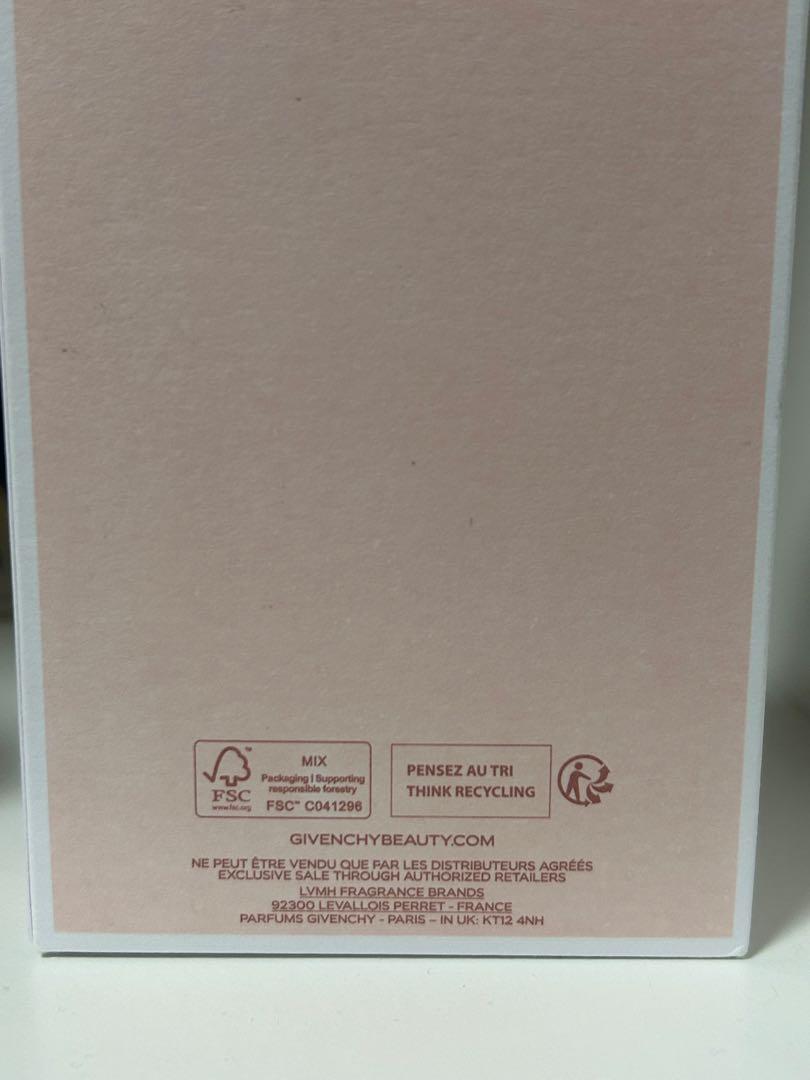 MIX
Packaging | Supporting
responsible forestry
FSC
www.fsc.org
FSC™ C041296
PENSEZ AU TRI
THINK RECYCLING
GIVENCHYBEAUTY.COM
NE PEUT ÊTRE VENDU QUE PAR LES DISTRIBUTEURS AGRÉÉS
EXCLUSIVE SALE THROUGH AUTHORIZED RETAILERS
LVMH FRAGRANCE BRANDS
92300 LEVALLOIS PERRET - FRANCE
PARFUMS GIVENCHY - PARIS – IN UK: KT12 4NH